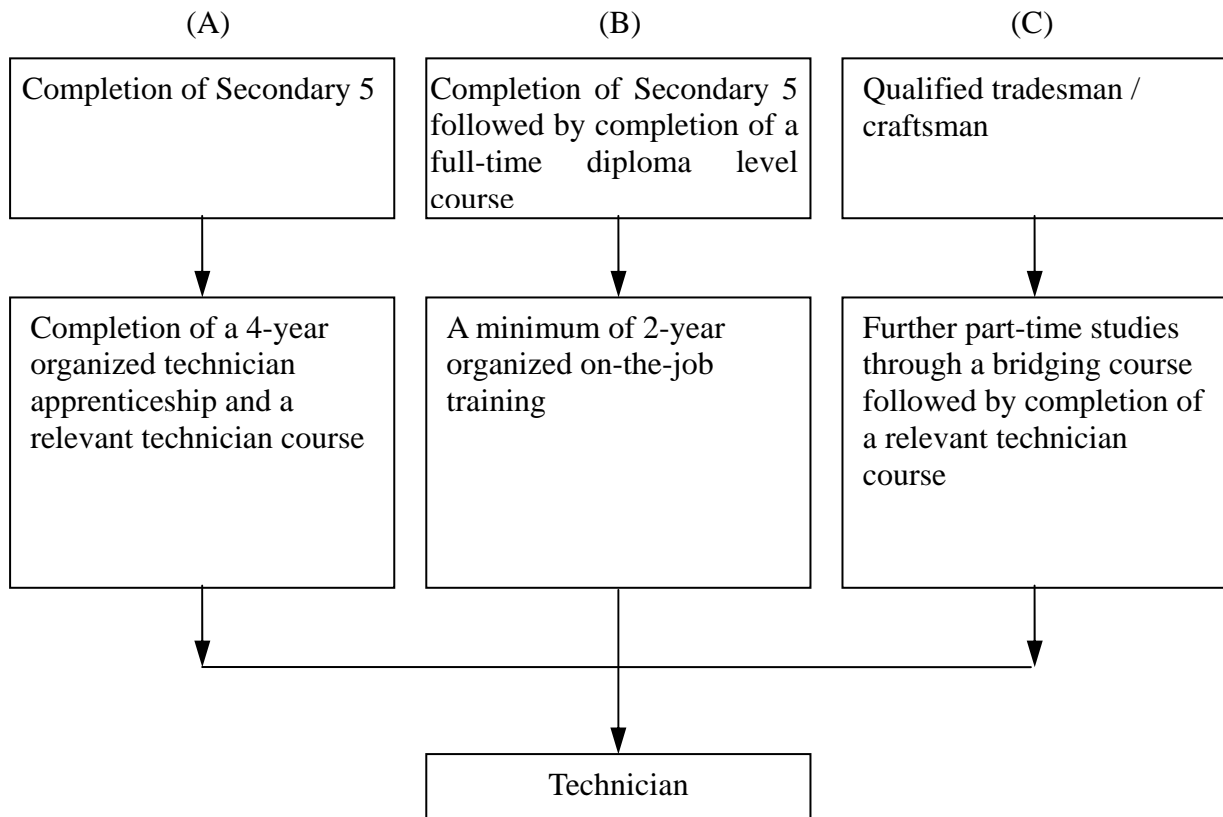 (A)
(B)
(C)
Completion of Secondary 5
Completion of Secondary 5
followed by completion of a
full-time diploma level
course
Qualified tradesman /
craftsman
Completion of a 4-year
organized technician
apprenticeship and a
relevant technician course
A minimum of 2-year
organized on-the-job
training
Further part-time studies
through a bridging course
followed by completion of
a relevant technician
course
Technician